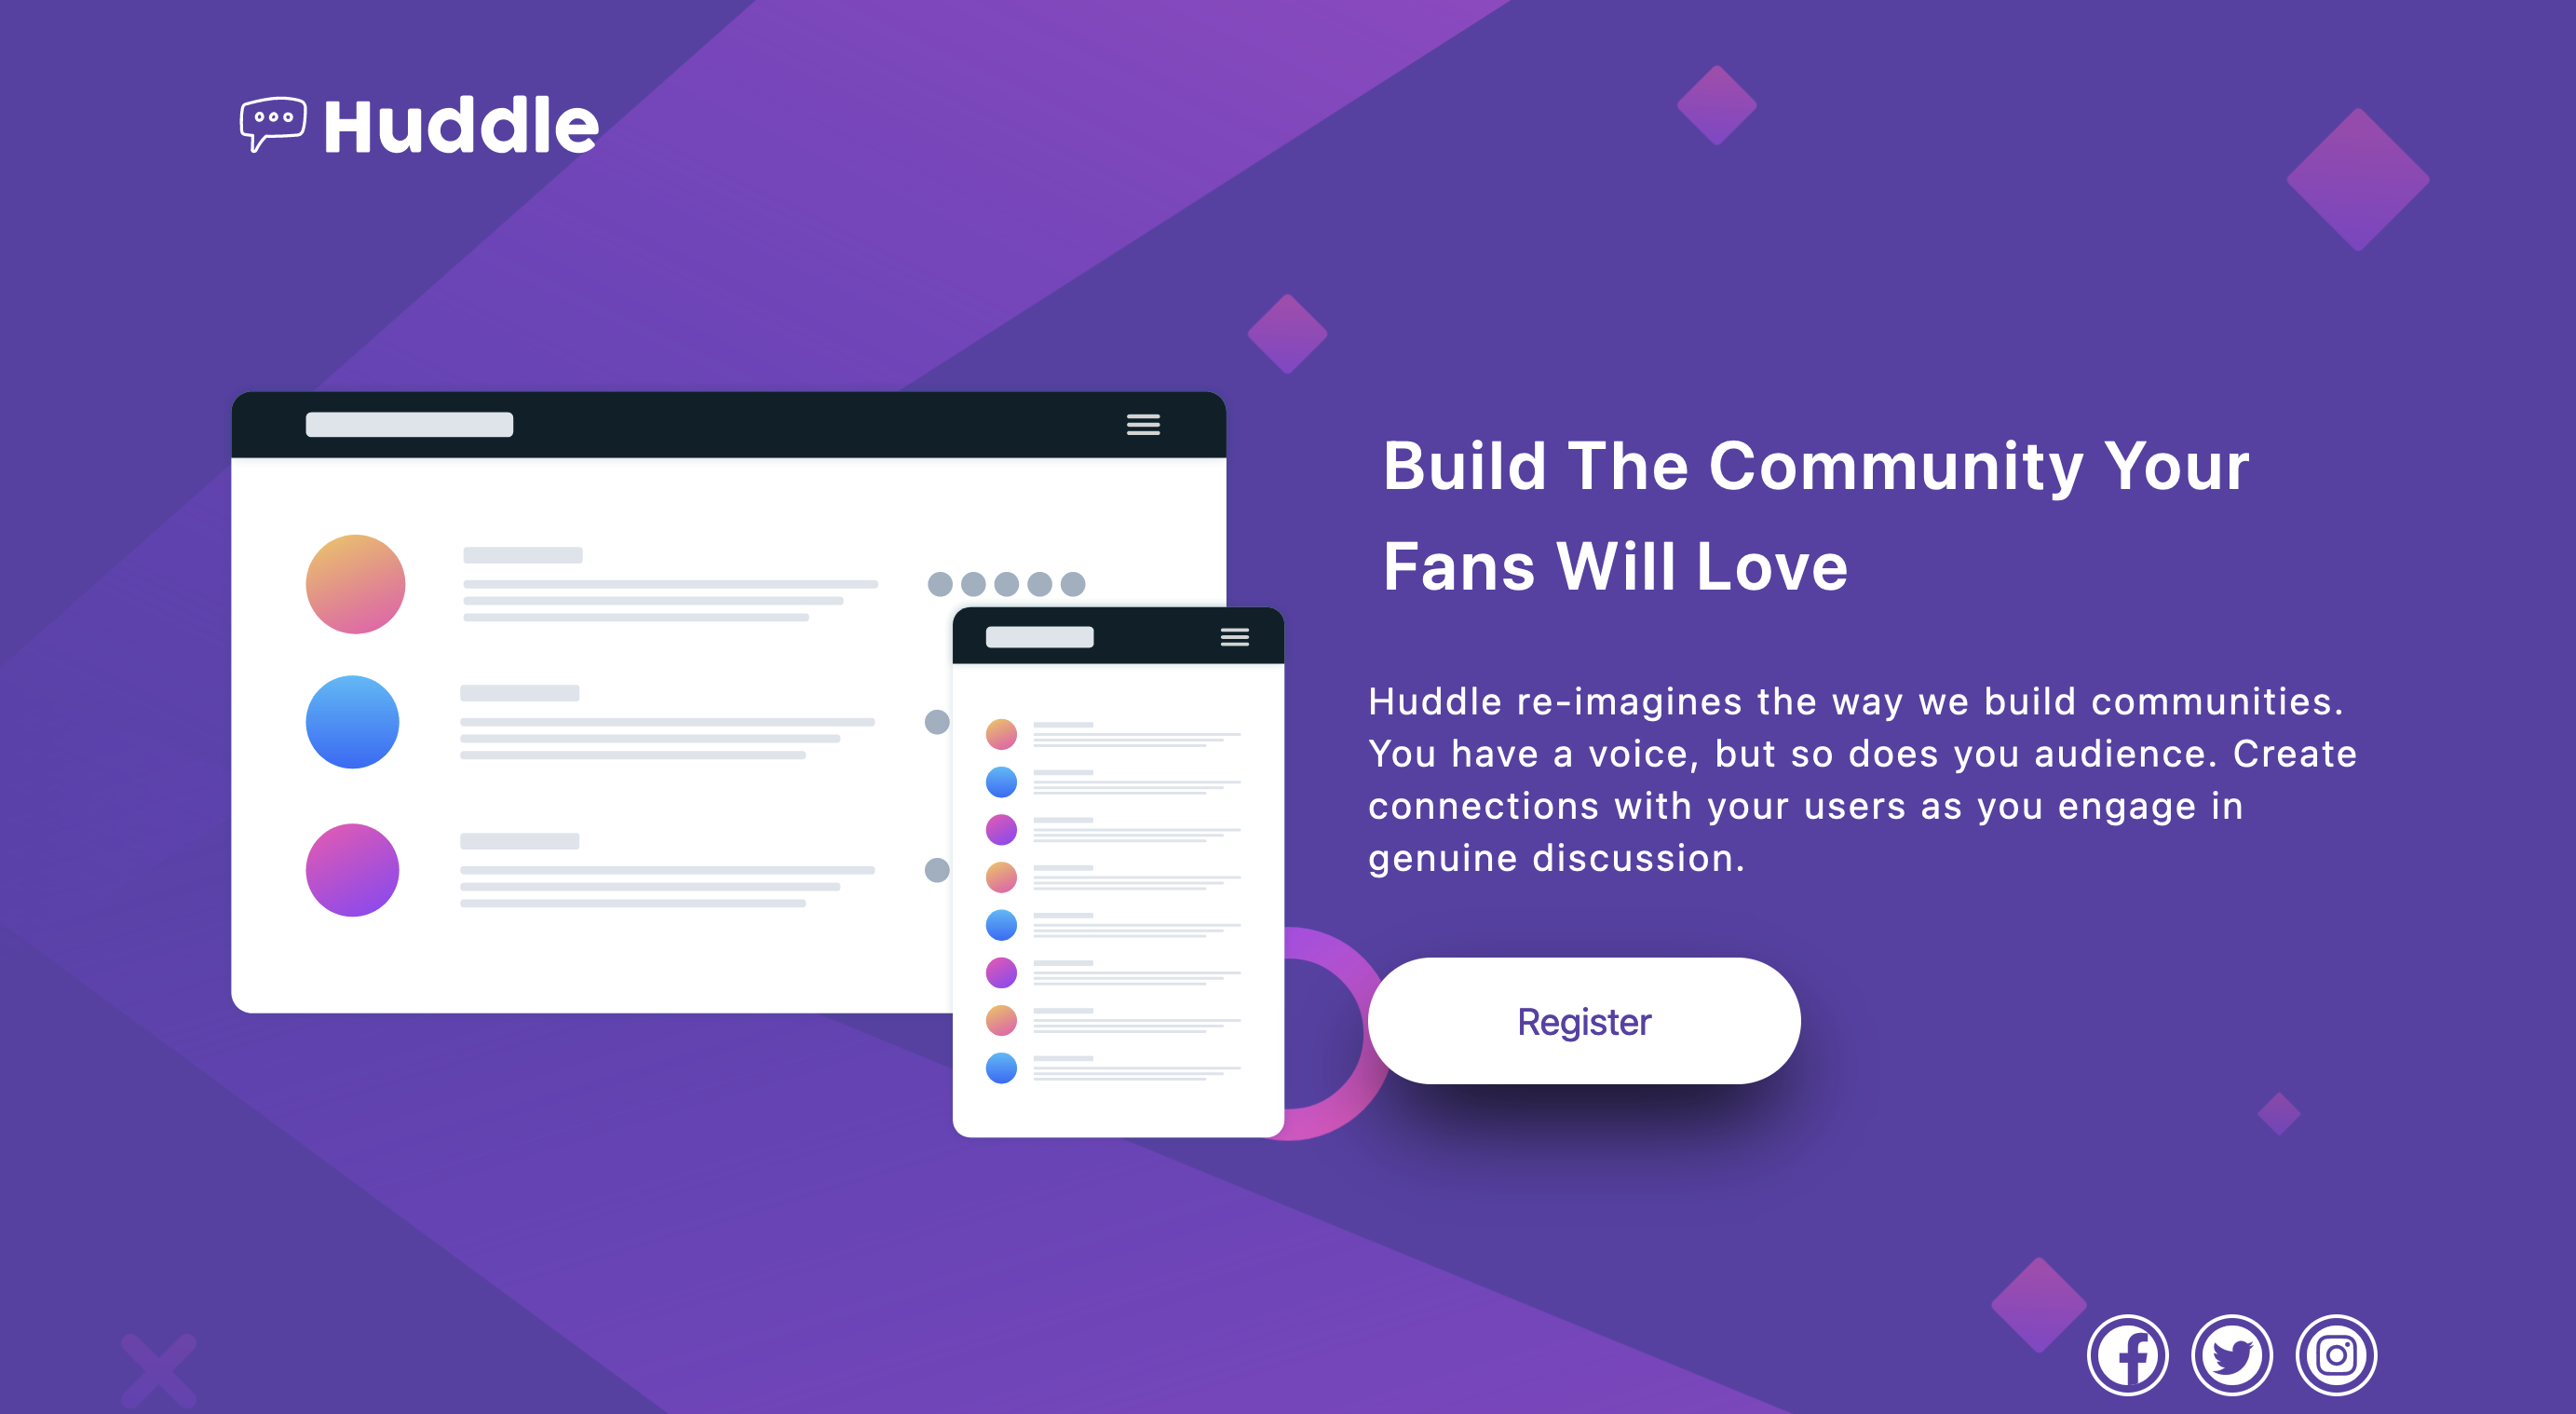 Huddle
Build The Community Your
Fans Will Love
Huddle re-imagines the way we build communities.
You have a voice, but so does you audience. Create
connections with your users as you engage in
genuine discussion.
Register